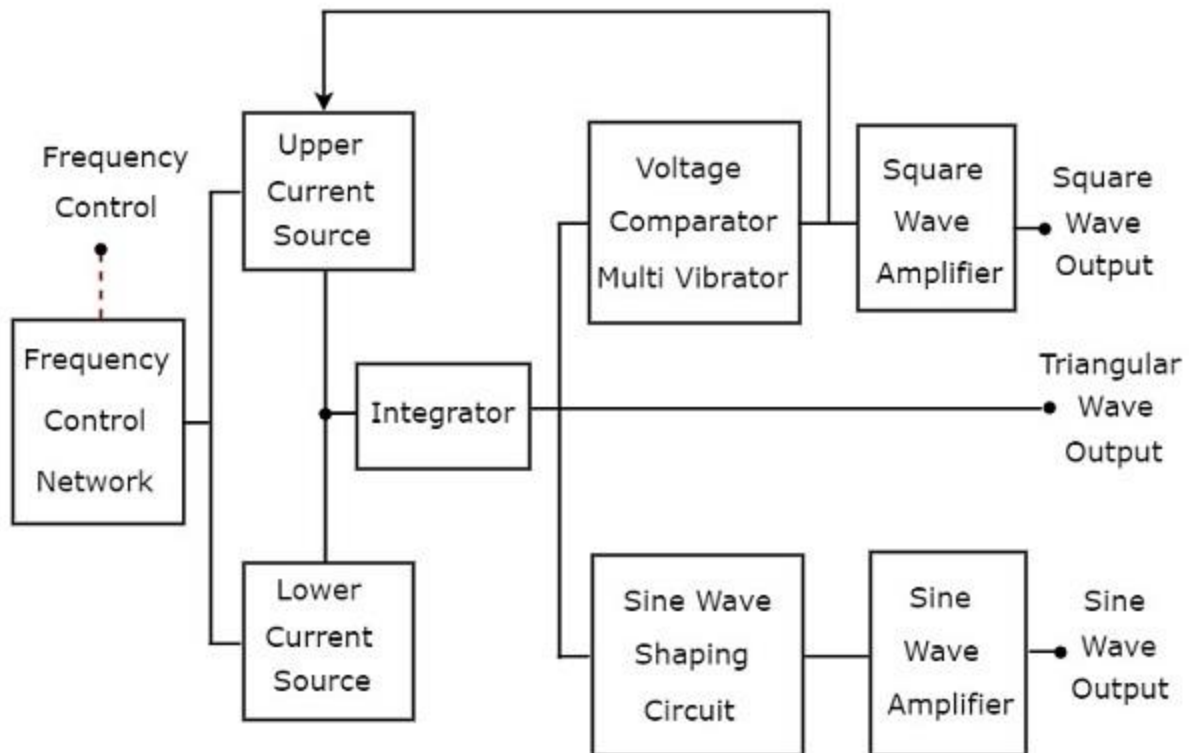 Frequency
Control
Frequency
Control
Network
Upper
Current
Source
Lower
Current
Source
Integrator
Voltage
Comparator
Multi Vibrator
Square
Wave
Amplifier
Square
Wave
Output
Triangular
Wave
Output
Sine Wave
Shaping
Circuit
Sine
Wave
Amplifier
Sine
Wave
Output